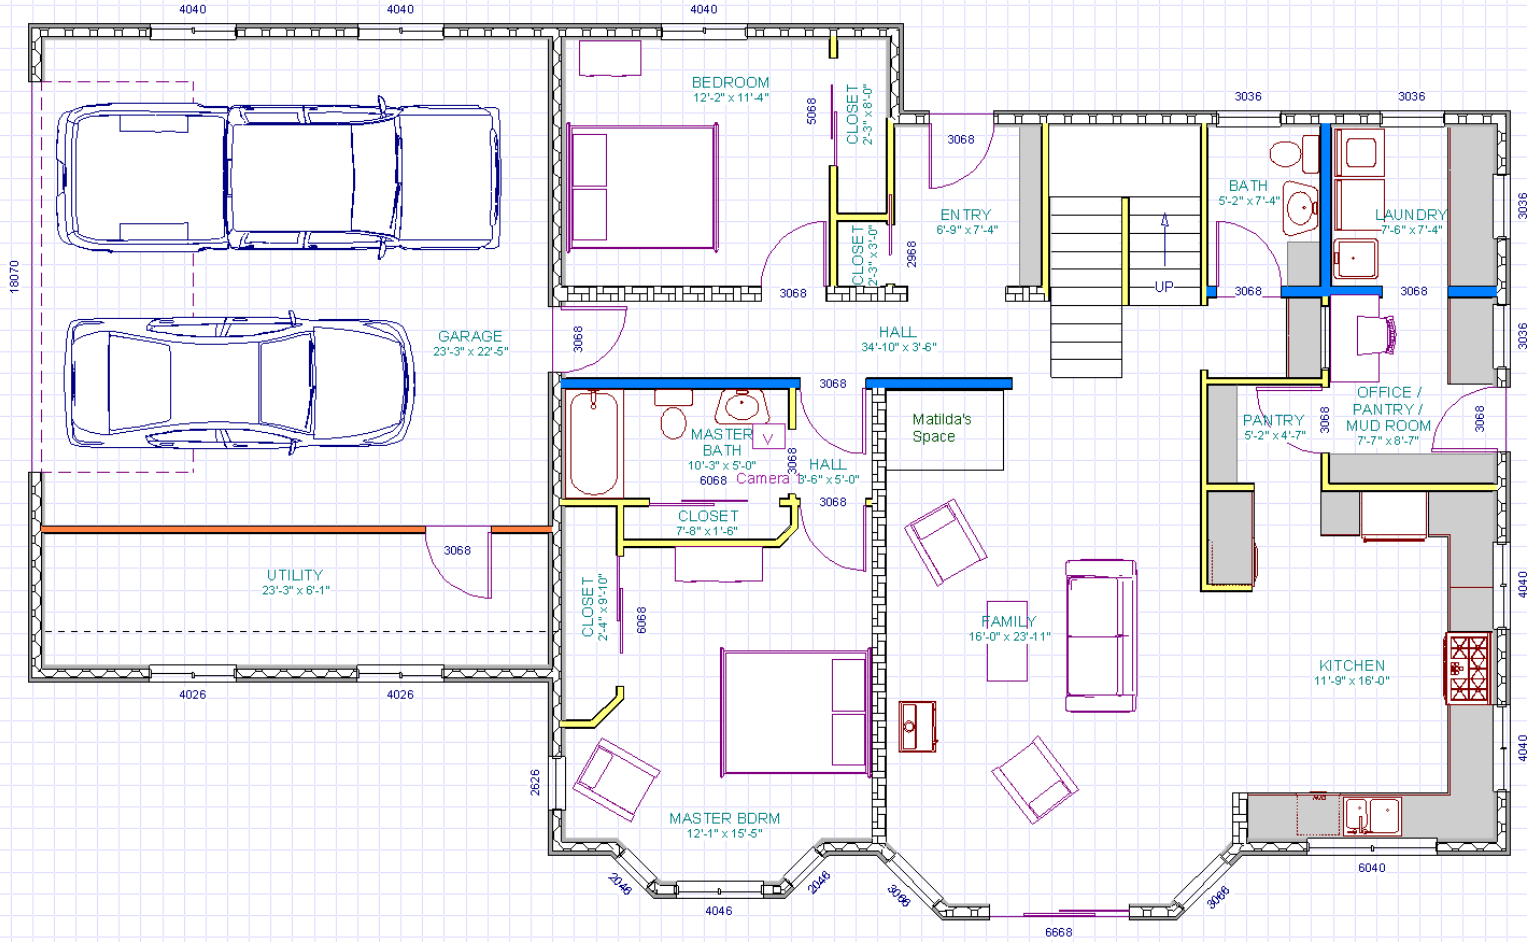 4040
4040
4040
BEDROOM
12'-2" x 11'-4"
5068
CLOSET
2'-3" x 8'-0"
3068
3036
3036
ENTRY
6'-9" x 7'-4"
BATH
5'-2" x 7'-4"
LAUNDRY
7'-6" x 7'-4"
3036
CLOSET
2'-3" x 3'-0"
2968
18070
3068
UP
3068
3068
GARAGE
23'-3" x 22'-5"
3068
HALL
34'-10" x 3'-6"
3036
3068
OFFICE /
PANTRY /
MUD ROOM
7'-7" x 8'-7"
3068
Matilda's
Space
PANTRY
5'-2" x 4'-7"
3068
MASTER
BATH
10'-3" x 5'-0"
V
3068
HALL
3'-6" x 5'-0"
6068
Camera
3068
CLOSET
7'-8" x 1'-6"
3068
UTILITY
23'-3" x 6'-1"
CLOSET
2'-4" x 9'-10"
6068
4040
FAMILY
16'-0" x 23'-11"
KITCHEN
11'-9" x 16'-0"
4026
4026
4040
2626
DW
MASTER BDRM
12'-1" x 15'-5"
6040
2046
2046
3066
3066
4046
6668